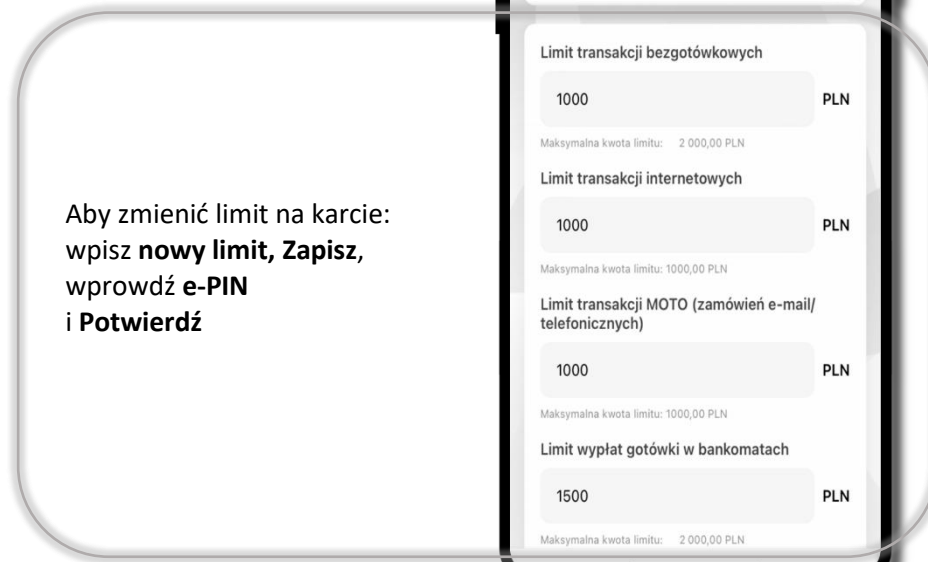 Aby zmienić limit na karcie:
wpisz nowy limit, Zapisz,
wprowdź e-PIN
i Potwierdź
Limit transakcji bezgotówkowych
1000 PLN
Maksymalna kwota limitu: 2 000,00 PLN
Limit transakcji internetowych
1000 PLN
Maksymalna kwota limitu: 1000,00 PLN
Limit transakcji MOTO (zamówień e-mail/
telefonicznych)
1000 PLN
Maksymalna kwota limitu: 1000,00 PLN
Limit wypłat gotówki w bankomatach
1500 PLN
Maksymalna kwota limitu: 2 000,00 PLN